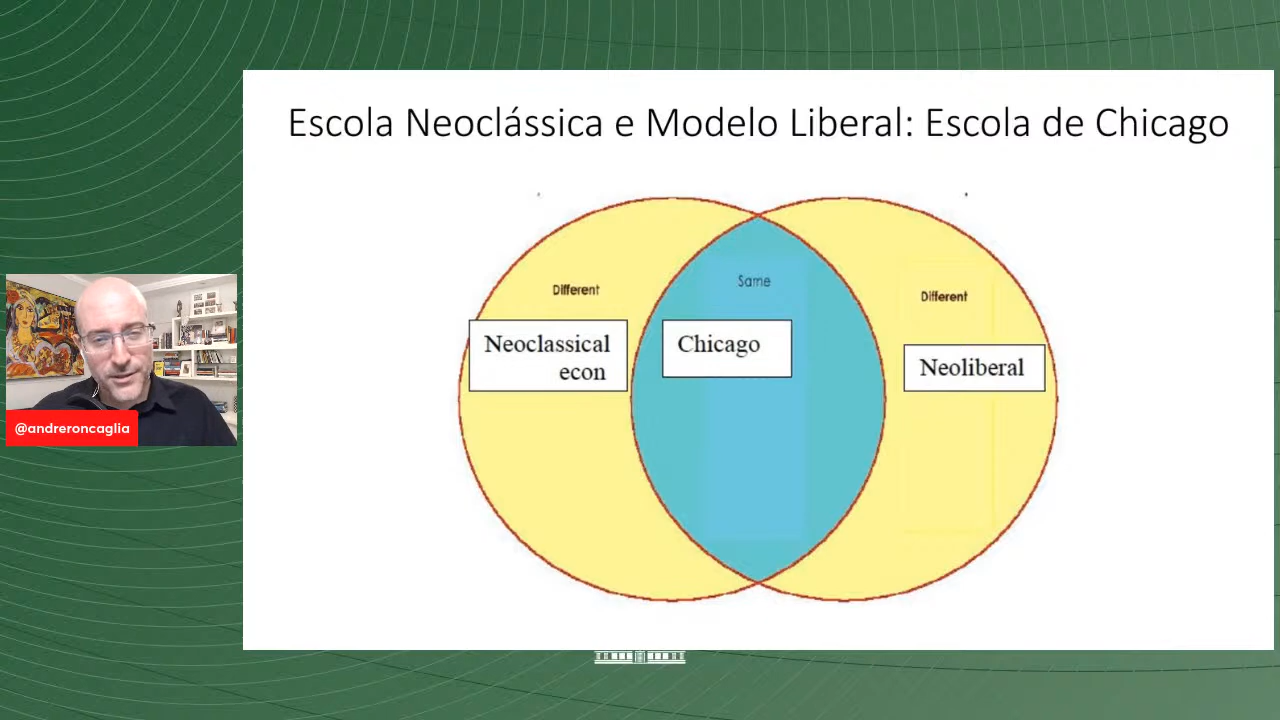 Escola Neoclássica e Modelo Liberal: Escola de Chicago
Different
Same
Different
Neoclassical
econ
Chicago
Neoliberal
@andreroncaglia